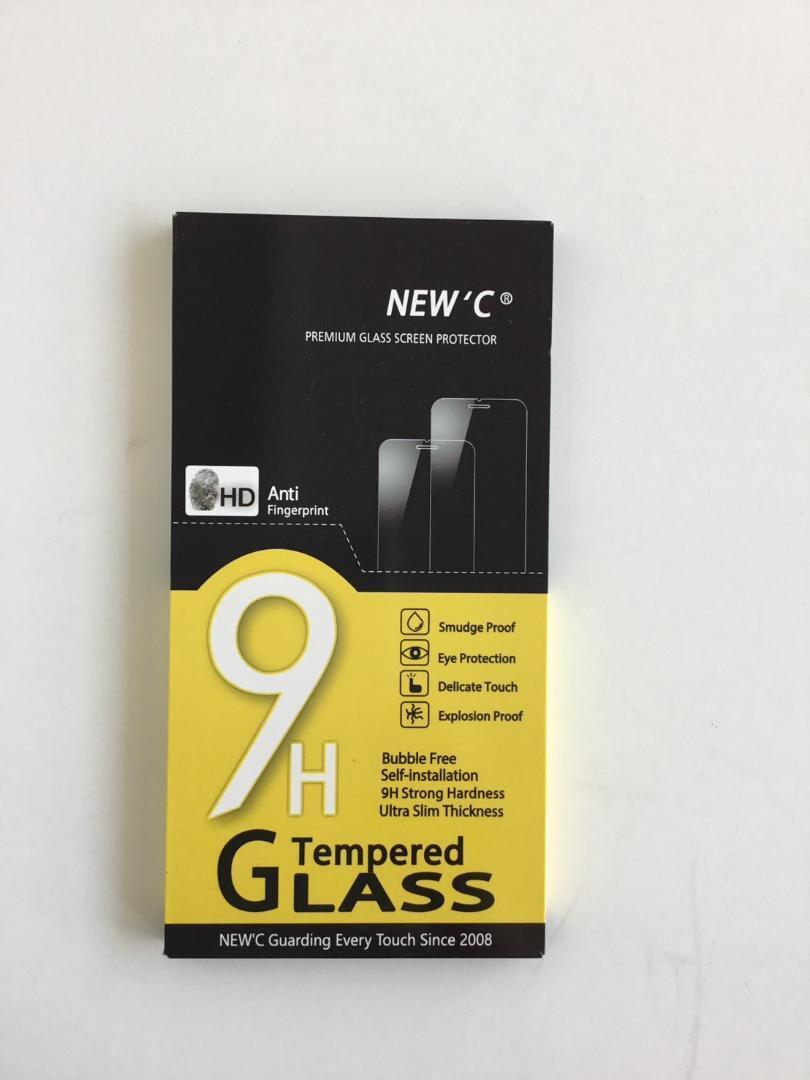 NEW'C®
PREMIUM GLASS SCREEN PROTECTOR
HD Anti
Fingerprint
9H
Smudge Proof
Eye Protection
Delicate Touch
Explosion Proof
Bubble Free
Self-installation
9H Strong Hardness
Ultra Slim Thickness
Tempered
GLASS
NEW'C Guarding Every Touch Since 2008